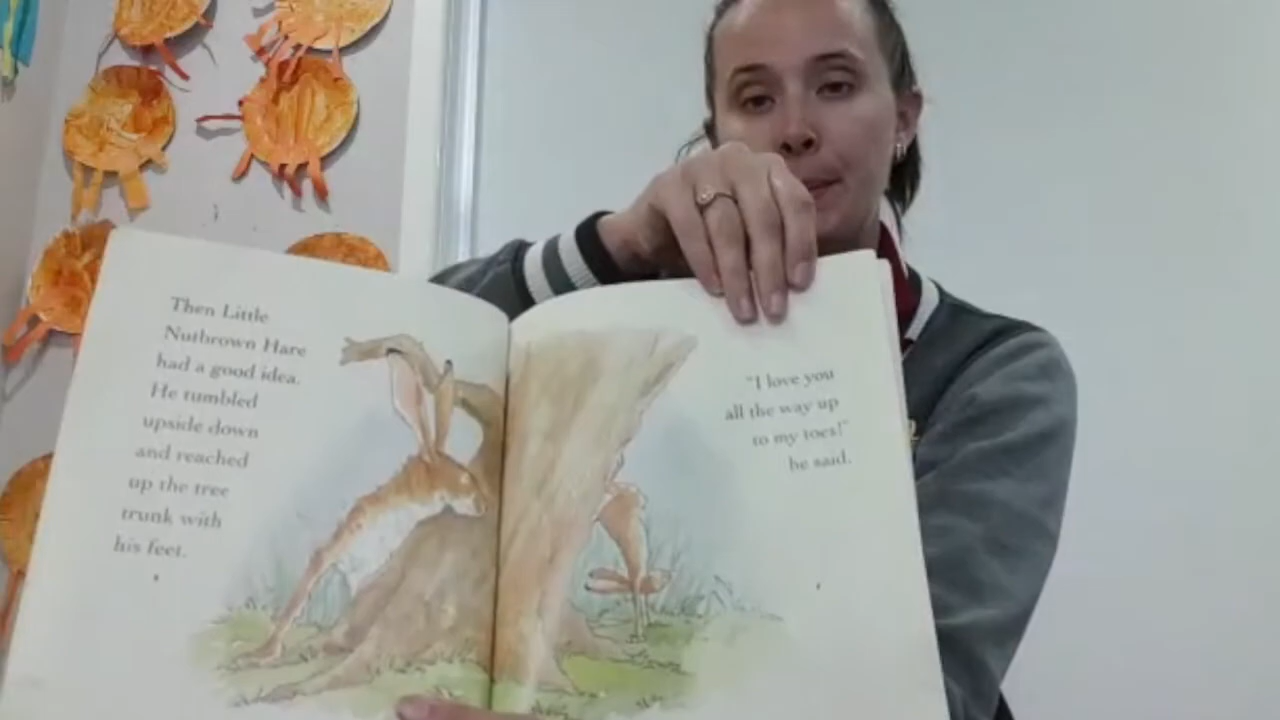 Then Little
Nutbrown Hare
had a good idea.
He tumbled
upside down
and reached
up the tree
trunk with
his feet.
"I love you
all the way up
to my toes!"
he said.